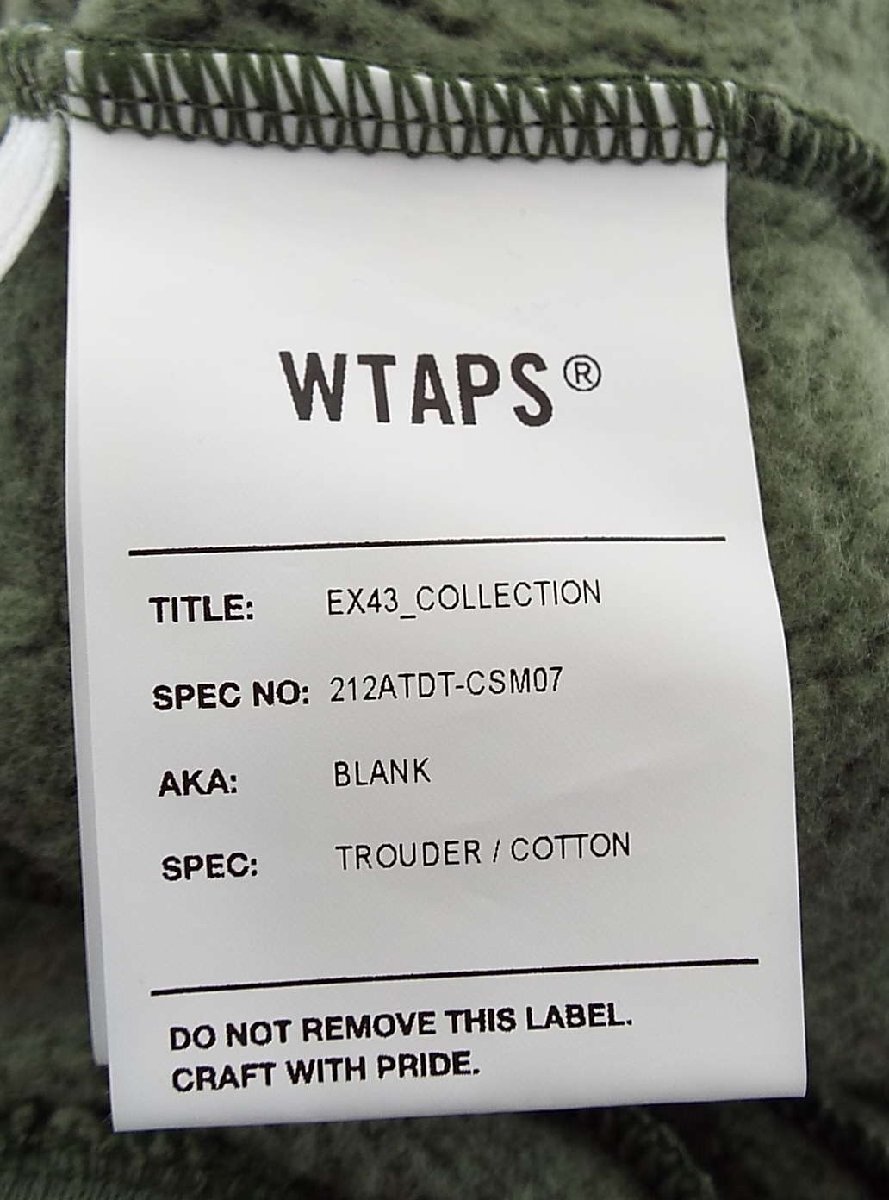 WTAPS®
TITLE: EX43_COLLECTION
SPEC NO: 212ATDT-CSM07
AKA: BLANK
SPEC: TROUDER / COTTON
DO NOT REMOVE THIS LABEL.
CRAFT WITH PRIDE.